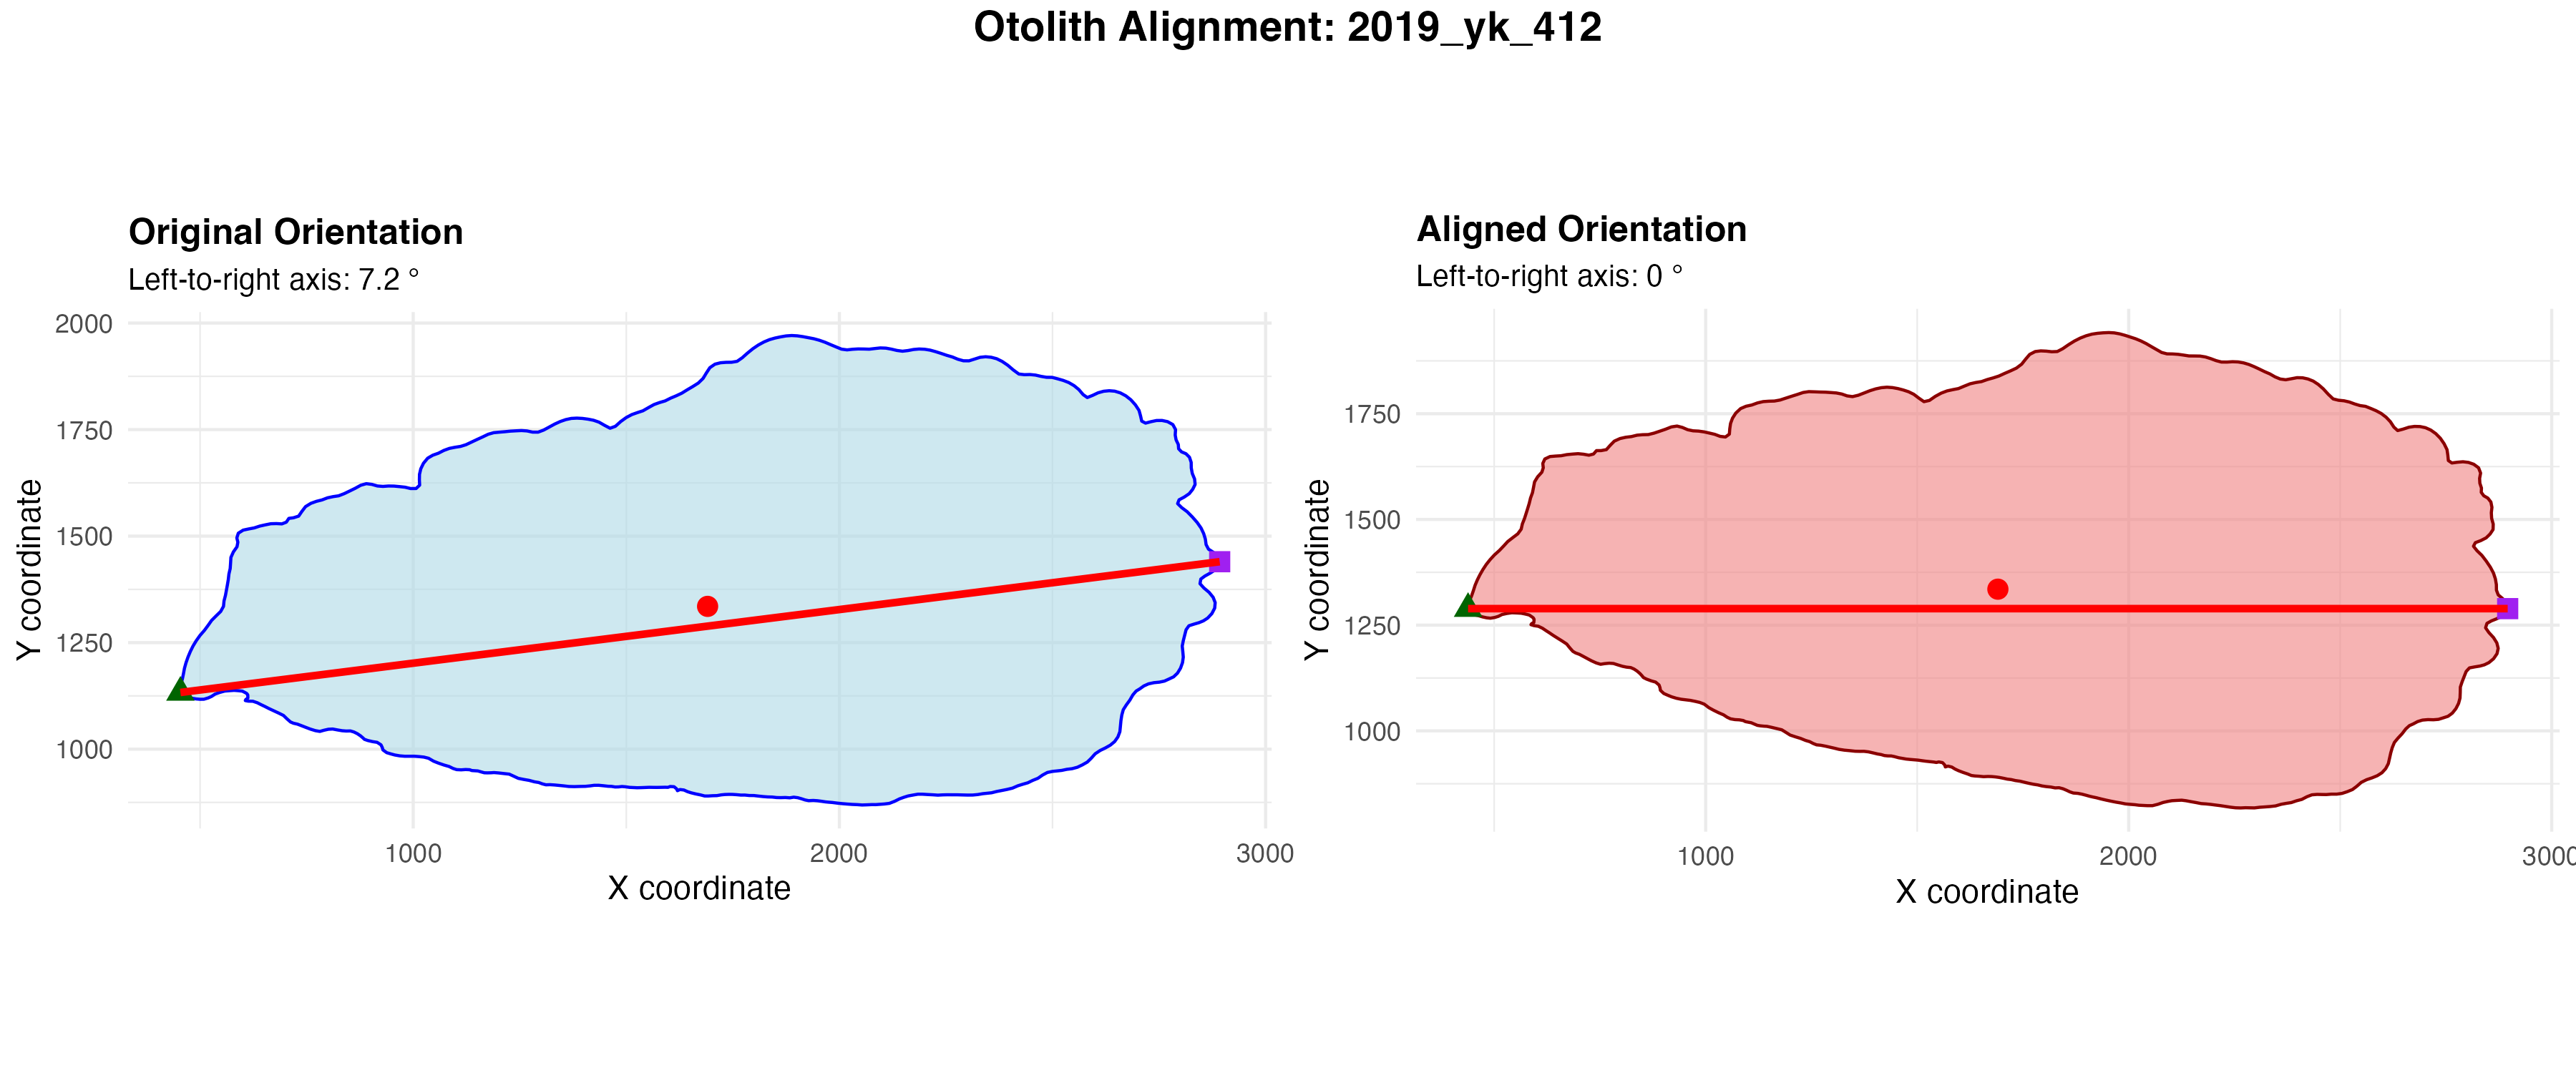 Otolith Alignment: 2019_yk_412
Original Orientation
Left-to-right axis: 7.2 °
2000
1750
1500
1250
1000
Y coordinate
1000
2000
3000
X coordinate
Aligned Orientation
Left-to-right axis: 0 °
1750
1500
1250
1000
Y coordinate
1000
2000
3000
X coordinate